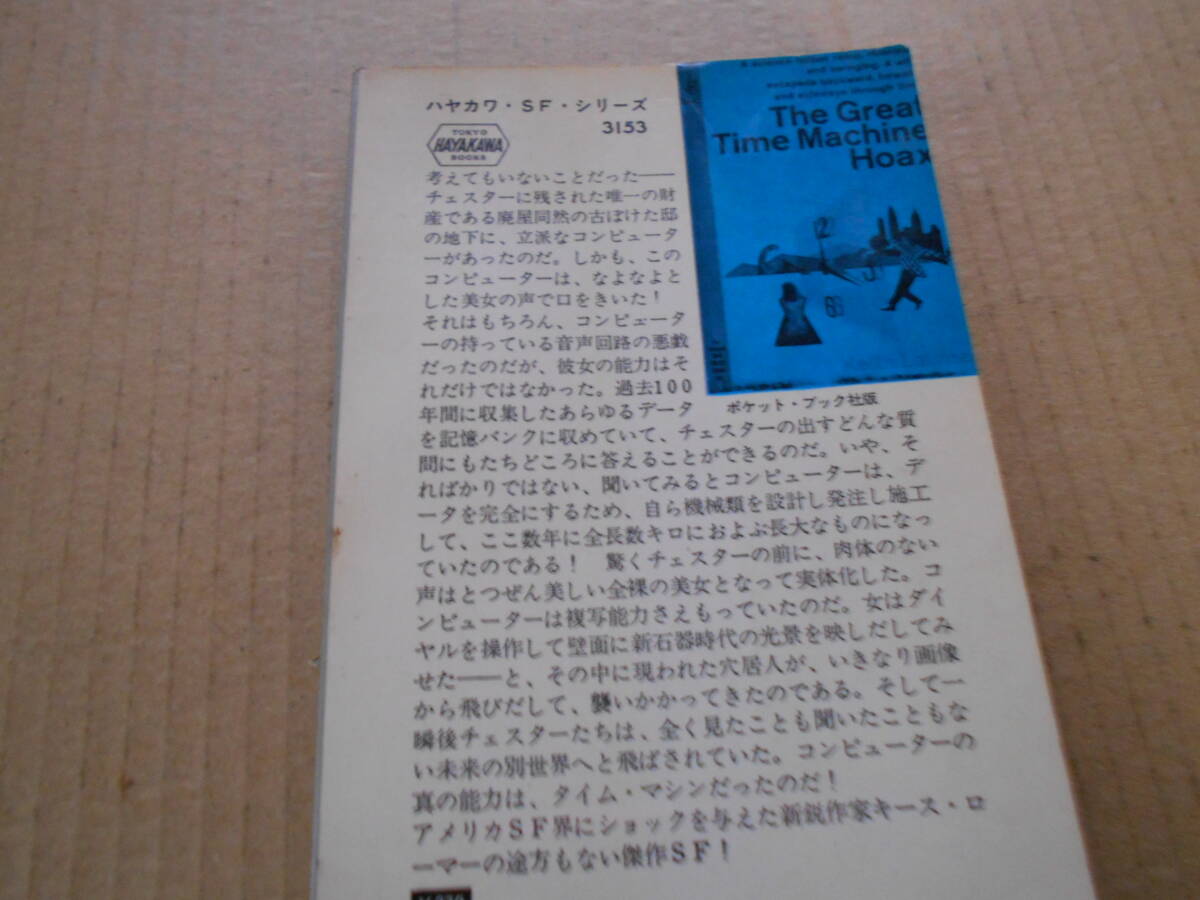 ハヤカワ・SF・シリーズ
3153
TOKYO
HAYAKAWA
BOOKS
The Great
Time Machine
Hoax
考えてもいないことだった――
チェスターに残された唯一の財
産である廃屋同然の古ぼけた邸
の地下に、立派なコンピュータ
ーがあったのだ。しかも、この
コンピューターは、なよなよと
した美女の声で口をきいた！
それはもちろん、コンピュータ
ーの持っている音声回路の悪戯
だったのだが、彼女の能力はそ
れだけではなかった。過去100
年間に収集したあらゆるデータ
ポケット・ブック社版
を記憶バンクに収めていて、チェスターの出すどんな質
問にもたちどころに答えることができるのだ。いや、そ
ればかりではない、聞いてみるとコンピューターは、デ
ータを完全にするため、自ら機械類を設計し発注し施工
して、ここ数年に全長数キロにおよぶ長大なものになっ
ていたのである！　驚くチェスターの前に、肉体のない
声はとつぜん美しい全裸の美女となって実体化した。コ
ンピューターは複写能力さえもっていたのだ。女はダイ
ヤルを操作して壁面に新石器時代の光景を映しだしてみ
せた――と、その中に現われた穴居人が、いきなり画像
から飛びだして、襲いかかってきたのである。そして一
瞬後チェスターたちは、全く見たことも聞いたこともな
い未来の別世界へと飛ばされていた。コンピューターの
真の能力は、タイム・マシンだったのだ！
アメリカSF界にショックを与えた新鋭作家キース・ロ
ーマーの途方もない傑作SF！